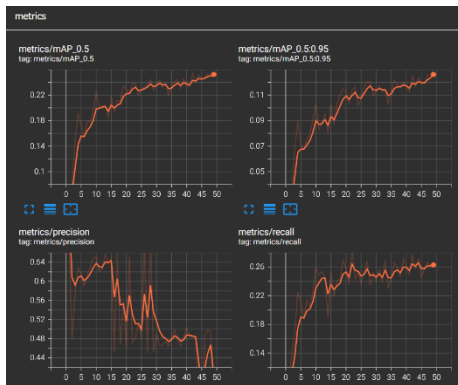 metrics
metrics/mAP_0.5
tag: metrics/mAP_0.5
0.22
0.18
0.14
0.1
0 5 10 15 20 25 30 35 40 45 50
metrics/mAP_0.5:0.95
tag: metrics/mAP_0.5:0.95
0.11
0.09
0.07
0.05
0 5 10 15 20 25 30 35 40 45 50
metrics/precision
tag: metrics/precision
0.64
0.6
0.56
0.52
0.48
0.44
0 5 10 15 20 25 30 35 40 45 50
metrics/recall
tag: metrics/recall
0.26
0.22
0.18
0.14
0 5 10 15 20 25 30 35 40 45 50